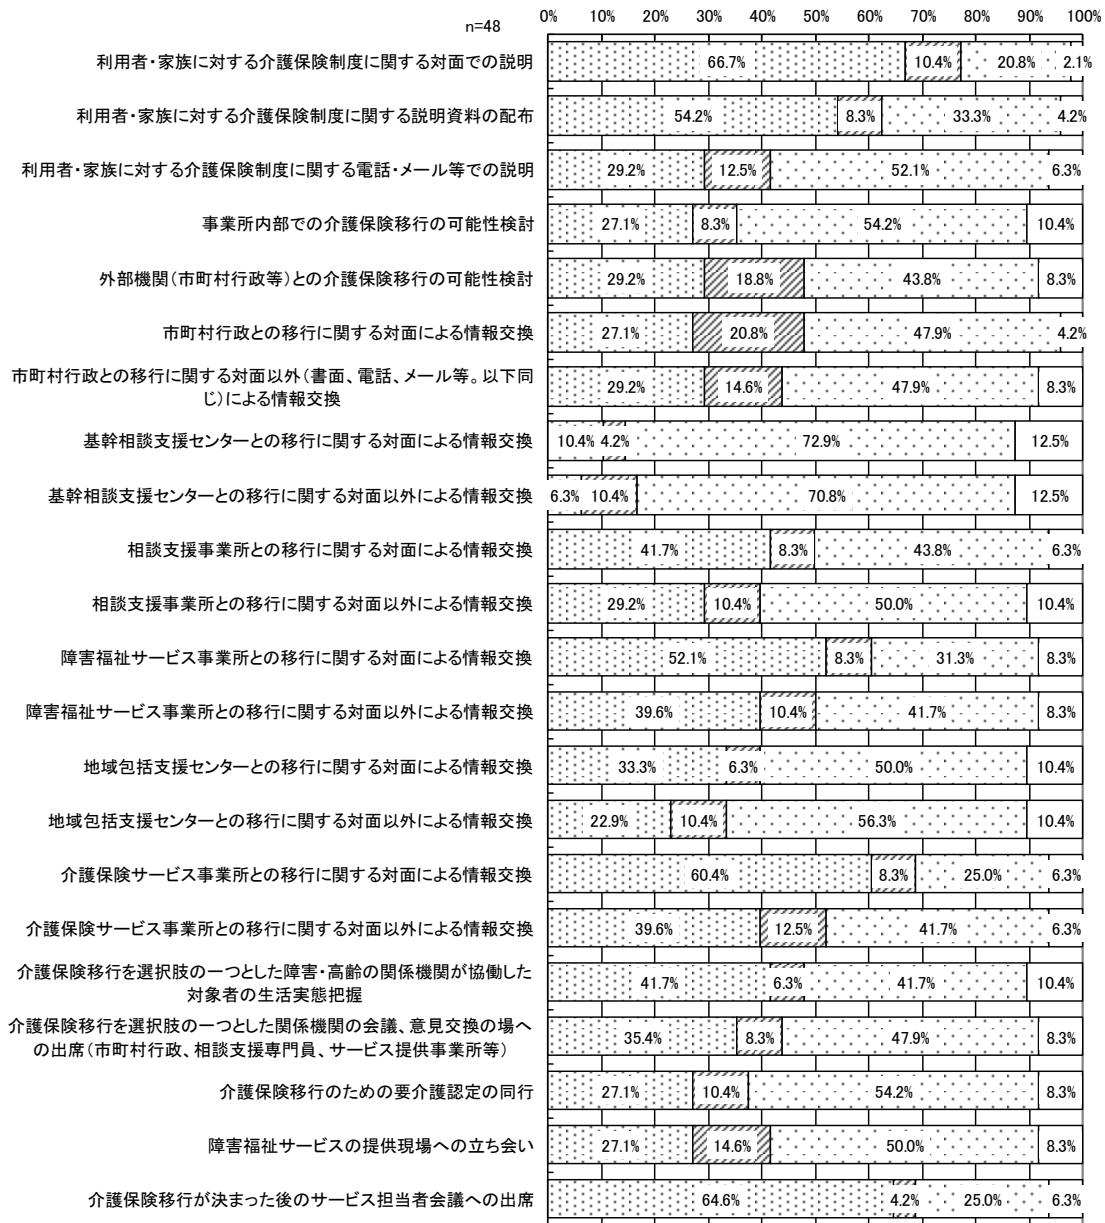 n=48
0% 10% 20% 30% 40% 50% 60% 70% 80% 90% 100%
利用者・家族に対する介護保険制度に関する対面での説明 66.7% 10.4% 20.8% 2.1%
利用者・家族に対する介護保険制度に関する説明資料の配布 54.2% 8.3% 33.3% 4.2%
利用者・家族に対する介護保険制度に関する電話・メール等での説明 29.2% 12.5% 52.1% 6.3%
事業所内部での介護保険移行の可能性検討 27.1% 8.3% 54.2% 10.4%
外部機関（市町村行政等）との介護保険移行の可能性検討 29.2% 18.8% 43.8% 8.3%
市町村行政との移行に関する対面による情報交換 27.1% 20.8% 47.9% 4.2%
市町村行政との移行に関する対面以外（書面、電話、メール等。以下同
じ）による情報交換 29.2% 14.6% 47.9% 8.3%
基幹相談支援センターとの移行に関する対面による情報交換 10.4% 4.2% 72.9% 12.5%
基幹相談支援センターとの移行に関する対面以外による情報交換 6.3% 10.4% 70.8% 12.5%
相談支援事業所との移行に関する対面による情報交換 41.7% 8.3% 43.8% 6.3%
相談支援事業所との移行に関する対面以外による情報交換 29.2% 10.4% 50.0% 10.4%
障害福祉サービス事業所との移行に関する対面による情報交換 52.1% 8.3% 31.3% 8.3%
障害福祉サービス事業所との移行に関する対面以外による情報交換 39.6% 10.4% 41.7% 8.3%
地域包括支援センターとの移行に関する対面による情報交換 33.3% 6.3% 50.0% 10.4%
地域包括支援センターとの移行に関する対面以外による情報交換 22.9% 10.4% 56.3% 10.4%
介護保険サービス事業所との移行に関する対面による情報交換 60.4% 8.3% 25.0% 6.3%
介護保険サービス事業所との移行に関する対面以外による情報交換 39.6% 12.5% 41.7% 6.3%
介護保険移行を選択肢の一つとした障害・高齢の関係機関が協働した
対象者の生活実態把握 41.7% 6.3% 41.7% 10.4%
介護保険移行を選択肢の一つとした関係機関の会議、意見交換の場へ
の出席（市町村行政、相談支援専門員、サービス提供事業所等） 35.4% 8.3% 47.9% 8.3%
介護保険移行のための要介護認定の同行 27.1% 10.4% 54.2% 8.3%
障害福祉サービスの提供現場への立ち会い 27.1% 14.6% 50.0% 8.3%
介護保険移行が決まった後のサービス担当者会議への出席 64.6% 4.2% 25.0% 6.3%